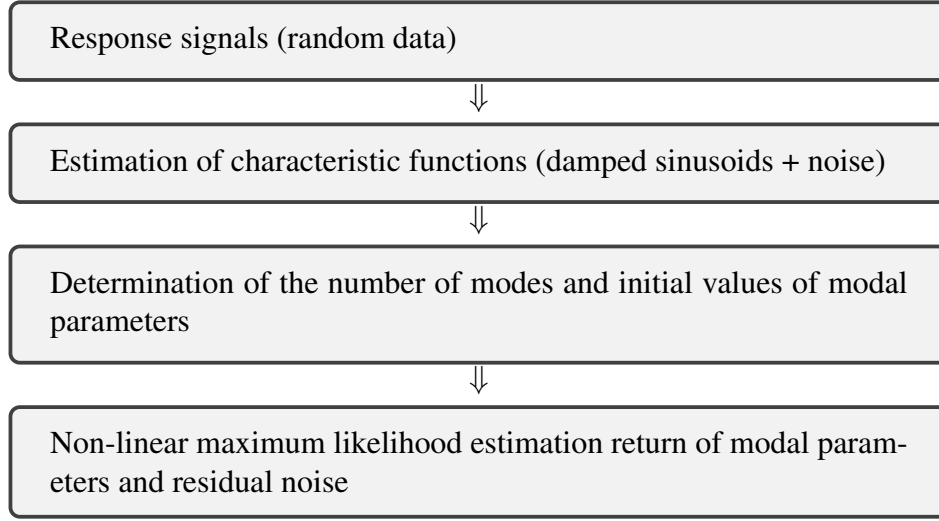 Response signals (random data)
⇓
Estimation of characteristic functions (damped sinusoids + noise)
⇓
Determination of the number of modes and initial values of modal
parameters
⇓
Non-linear maximum likelihood estimation return of modal param-
eters and residual noise